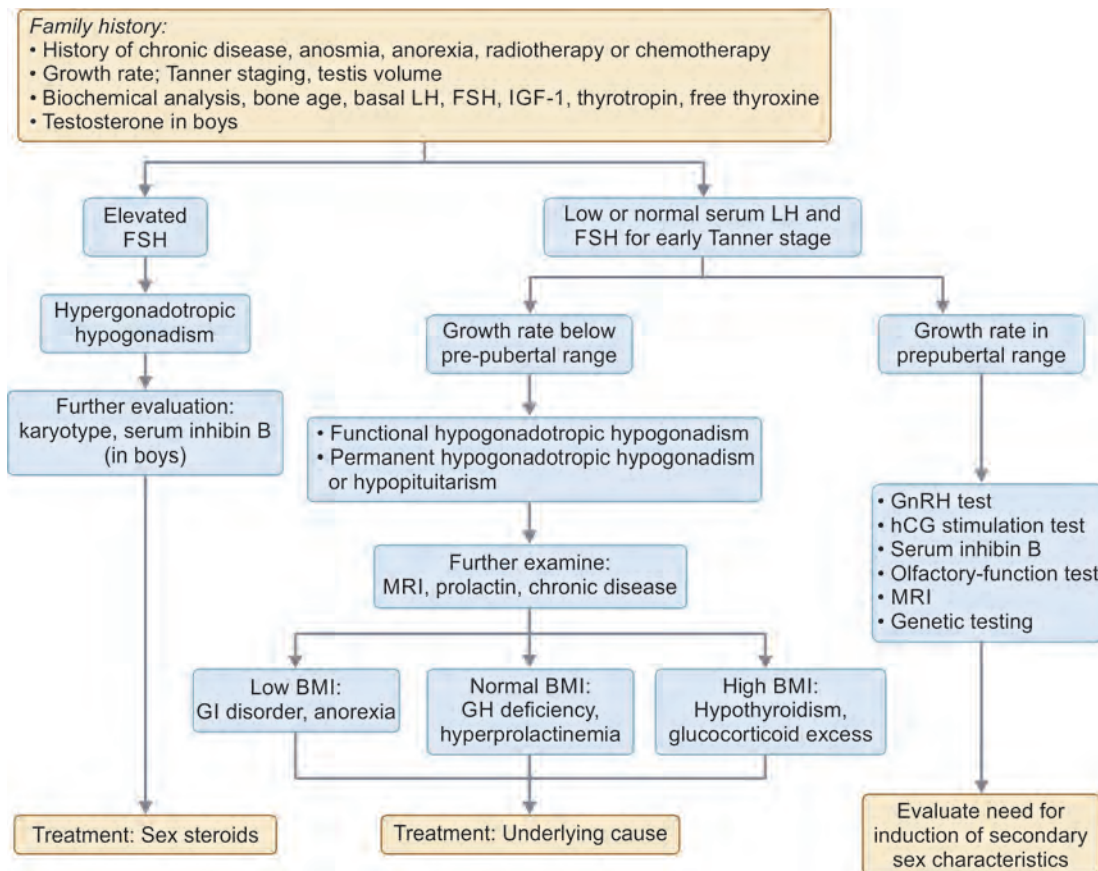 Family history:
• History of chronic disease, anosmia, anorexia, radiotherapy or chemotherapy
• Growth rate; Tanner staging, testis volume
• Biochemical analysis, bone age, basal LH, FSH, IGF-1, thyrotropin, free thyroxine
• Testosterone in boys
Elevated
FSH
Low or normal serum LH and
FSH for early Tanner stage
Hypergonadotropic
hypogonadism
Growth rate below
pre-pubertal range
Growth rate in
prepubertal range
Further evaluation:
karyotype, serum inhibin B
(in boys)
• Functional hypogonadotropic hypogonadism
• Permanent hypogonadotropic hypogonadism
or hypopituitarism
• GnRH test
• hCG stimulation test
• Serum inhibin B
• Olfactory-function test
• MRI
• Genetic testing
Further examine:
MRI, prolactin, chronic disease
Low BMI:
GI disorder, anorexia
Normal BMI:
GH deficiency,
hyperprolactinemia
High BMI:
Hypothyroidism,
glucocorticoid excess
Treatment: Sex steroids
Treatment: Underlying cause
Evaluate need for
induction of secondary
sex characteristics